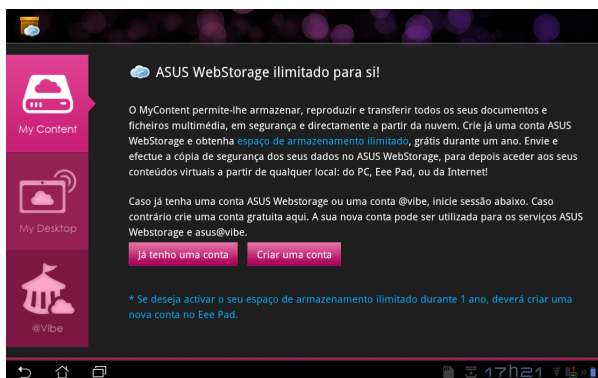 ASUS WebStorage ilimitado para si!
My Content
O MyContent permite-lhe armazenar, reproduzir e transferir todos os seus documentos e
ficheiros multimédia, em segurança e directamente a partir da nuvem. Crie já uma conta ASUS
WebStorage e obtenha espaço de armazenamento ilimitado, grátis durante um ano. Envie e
efectue a cópia de segurança dos seus dados no ASUS WebStorage, para depois aceder aos seus
conteúdos virtuais a partir de qualquer local: do PC, Eee Pad, ou da Internet!
My Desktop
Caso já tenha uma conta ASUS Webstorage ou uma conta @vibe, inicie sessão abaixo. Caso
contrário crie uma conta gratuita aqui. A sua nova conta pode ser utilizada para os serviços ASUS
Webstorage e asus@vibe.
Já tenho uma conta Criar uma conta
@Vibe
* Se deseja activar o seu espaço de armazenamento ilimitado durante 1 ano, deverá criar uma
nova conta no Eee Pad.
17h21